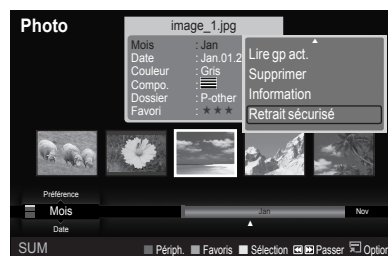 Photo
image_1.jpg
Mois : Jan
Date : Jan.01.2
Couleur : Gris
Compo. :
Dossier : P-other
Favori : ★★★
Lire gp act.
Supprimer
Information
Retrait sécurisé
Préférence
Mois
Jan
Nov
Date
SUM
Périph. Favoris Sélection Passer Option